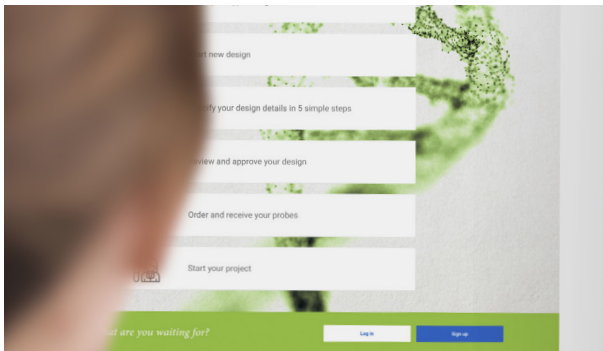 new design
your design details in 5 simple steps
and approve your design
Order and receive your probes
Start your project
are you waiting for?
Log in
Sign up